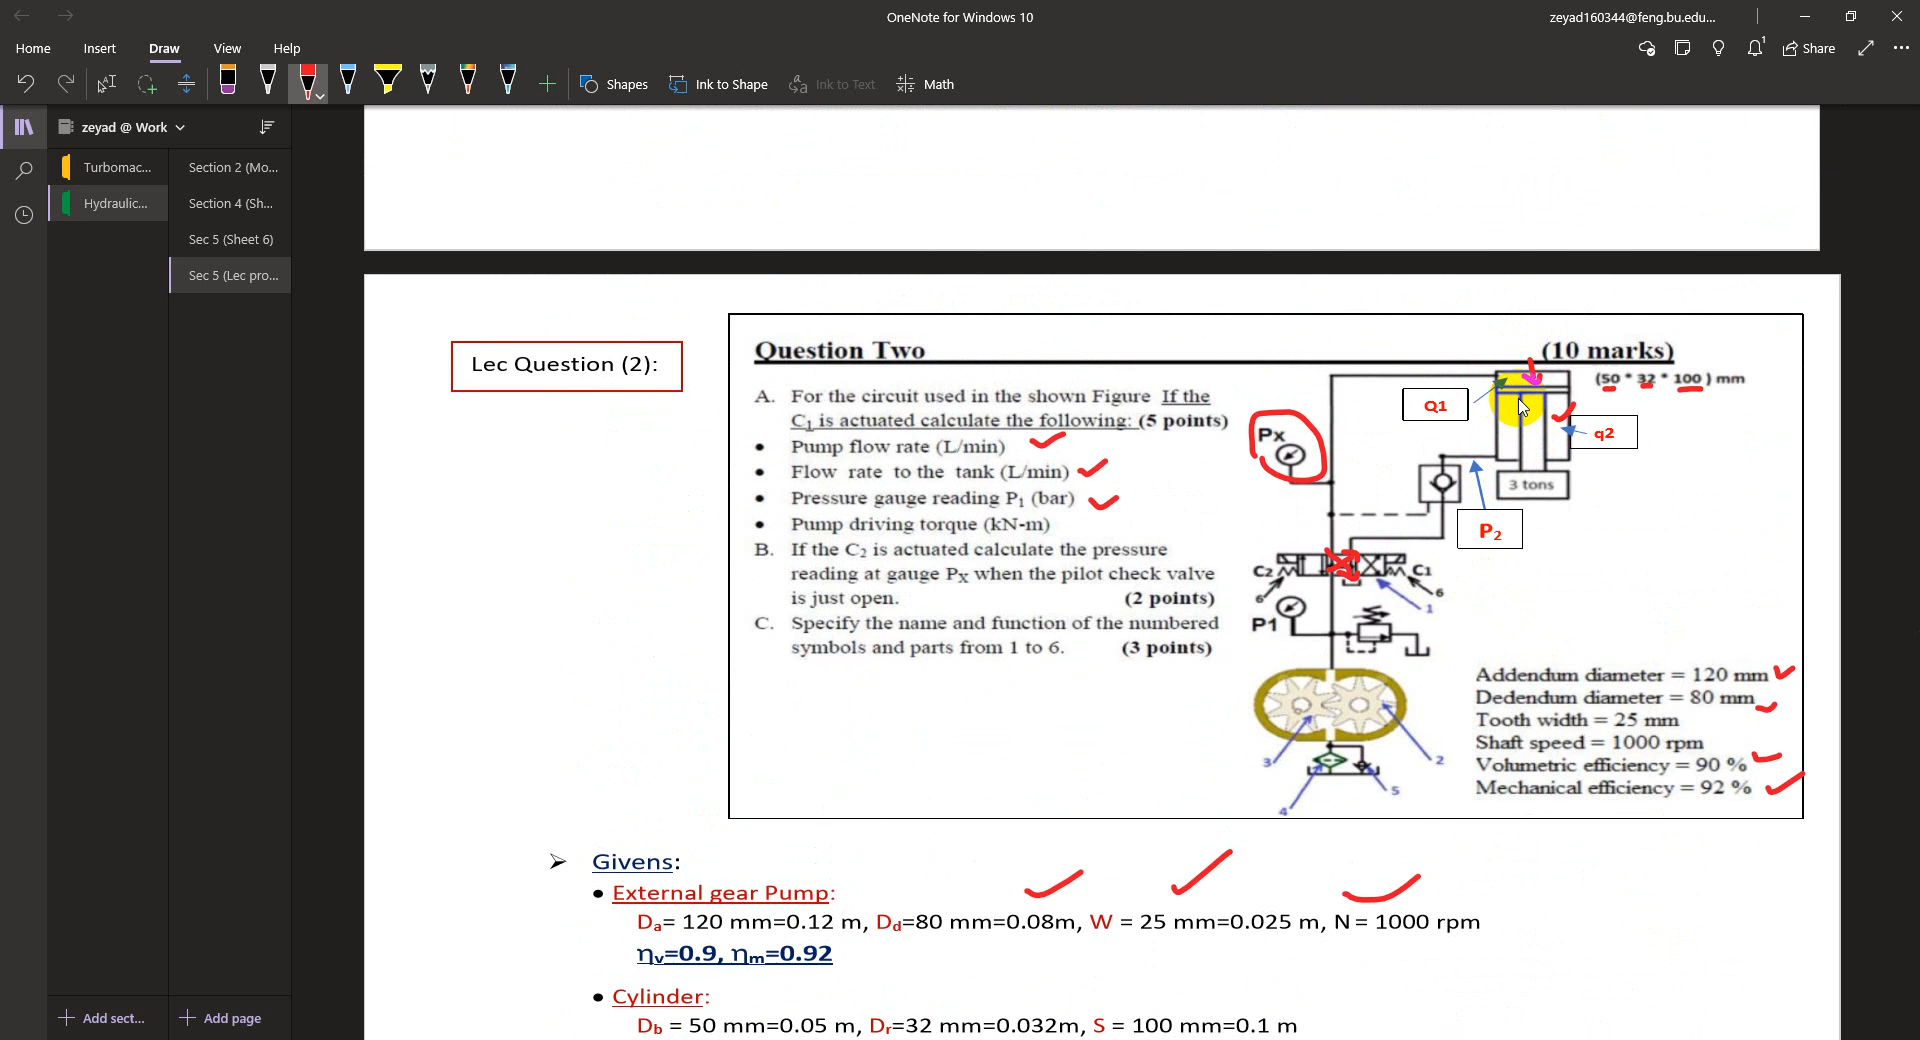 OneNote for Windows 10
zeyad160344@feng.bu.edu...
Home Insert Draw View Help
Share
Shapes
Ink to Shape
Ink to Text
Math
zeyad @ Work
Turbomac...
Hydraulic...
Section 2 (Mo...
Section 4 (Sh...
Sec 5 (Sheet 6)
Sec 5 (Lec pro...
Lec Question (2):
Question Two (10 marks)
A. For the circuit used in the shown Figure If the
C₁ is actuated calculate the following: (5 points)
• Pump flow rate (L/min)
• Flow rate to the tank (L/min)
• Pressure gauge reading P₁ (bar)
• Pump driving torque (kN-m)
B. If the C₂ is actuated calculate the pressure
reading at gauge PX when the pilot check valve
is just open. (2 points)
C. Specify the name and function of the numbered
symbols and parts from 1 to 6. (3 points)
(50 * 32 * 100 ) mm
Q1
q2
Px
3 tons
P₂
C2
C1
6
6
1
P1
3
2
4
5
Addendum diameter = 120 mm
Dedendum diameter = 80 mm
Tooth width = 25 mm
Shaft speed = 1000 rpm
Volumetric efficiency = 90 %
Mechanical efficiency = 92 %
➢ Givens:
• External gear Pump:
Dₐ= 120 mm=0.12 m, D_d=80 mm=0.08m, W = 25 mm=0.025 m, N = 1000 rpm
ηᵥ=0.9, ηₘ=0.92
• Cylinder:
D_b = 50 mm=0.05 m, Dᵣ=32 mm=0.032m, S = 100 mm=0.1 m
Add sect...
Add page